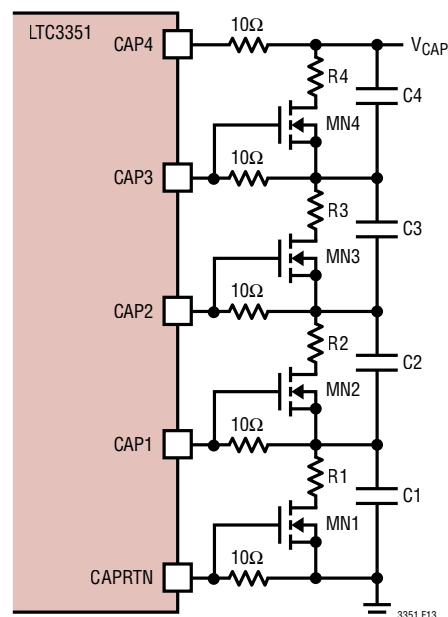 LTC3351
CAP4
10Ω
VCAP
R4
C4
MN4
10Ω
CAP3
R3
C3
MN3
10Ω
CAP2
R2
C2
MN2
10Ω
CAP1
R1
C1
MN1
10Ω
CAPRTN
3351 F13